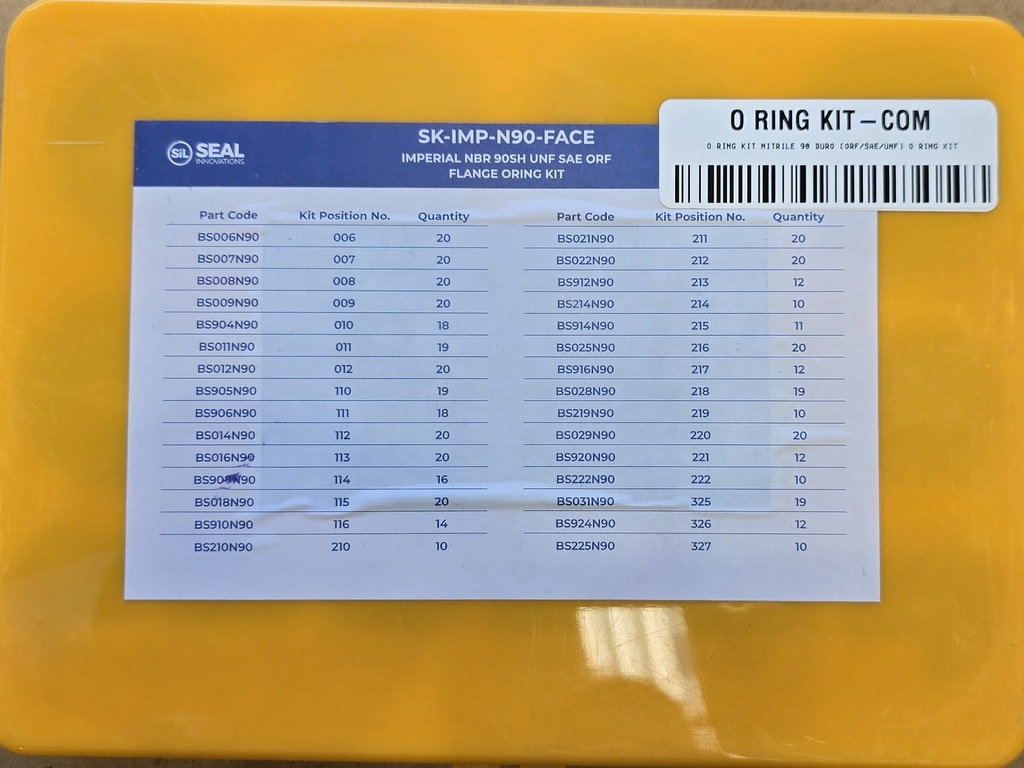 O RING KIT-COM
O RING KIT NITRILE 90 DURO (ORF/SAE/UNF) O RING KIT
SiL SEAL
INNOVATIONS
SK-IMP-N90-FACE
IMPERIAL NBR 90SH UNF SAE ORF
FLANGE ORING KIT
Part Code Kit Position No. Quantity
BS006N90 006 20
BS007N90 007 20
BS008N90 008 20
BS009N90 009 20
BS904N90 010 18
BS011N90 011 19
BS012N90 012 20
BS905N90 110 19
BS906N90 111 18
BS014N90 112 20
BS016N90 113 20
114 16
BS018N90 115 20
BS910N90 116 14
BS210N90 210 10
Part Code Kit Position No. Quantity
BS021N90 211 20
BS022N90 212 20
BS912N90 213 12
BS214N90 214 10
BS914N90 215 11
BS025N90 216 20
BS916N90 217 12
BS028N90 218 19
BS219N90 219 10
BS029N90 220 20
BS920N90 221 12
BS222N90 222 10
BS031N90 325 19
BS924N90 326 12
BS225N90 327 10